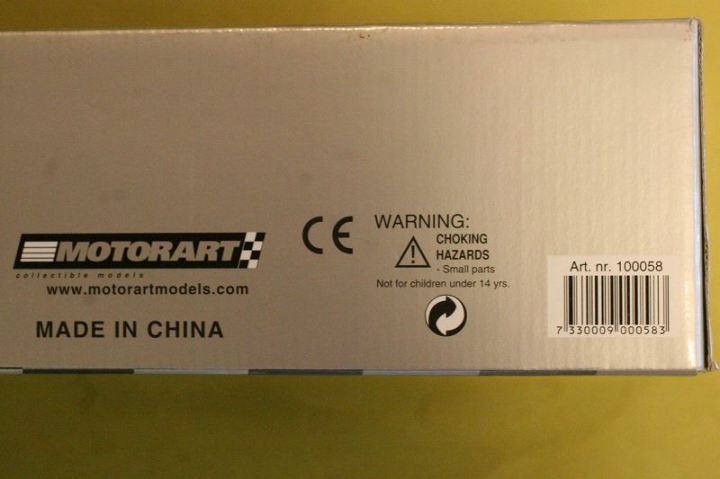 MOTORART
collectible models
www.motorartmodels.com
MADE IN CHINA
CE
WARNING:
CHOKING
HAZARDS
- Small parts
Not for children under 14 yrs.
Art. nr. 100058
7 330009 000583